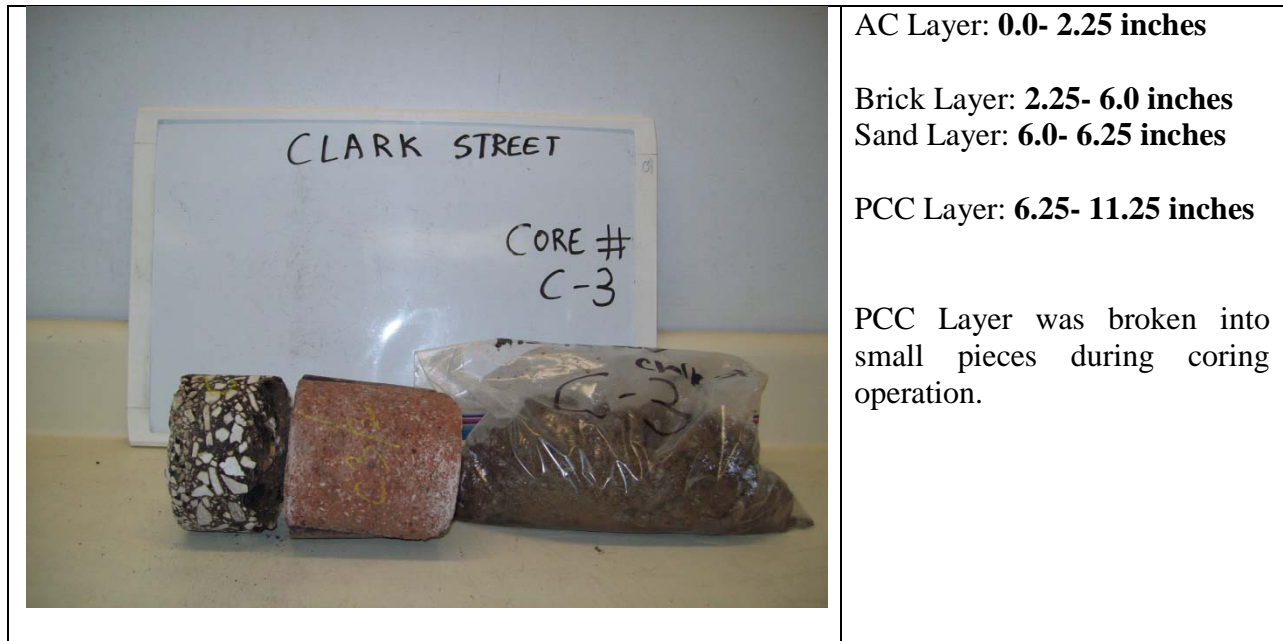 CLARK STREET
CORE #
C-3
C-3
AC Layer: 0.0- 2.25 inches
Brick Layer: 2.25- 6.0 inches
Sand Layer: 6.0- 6.25 inches
PCC Layer: 6.25- 11.25 inches
PCC Layer was broken into
small pieces during coring
operation.